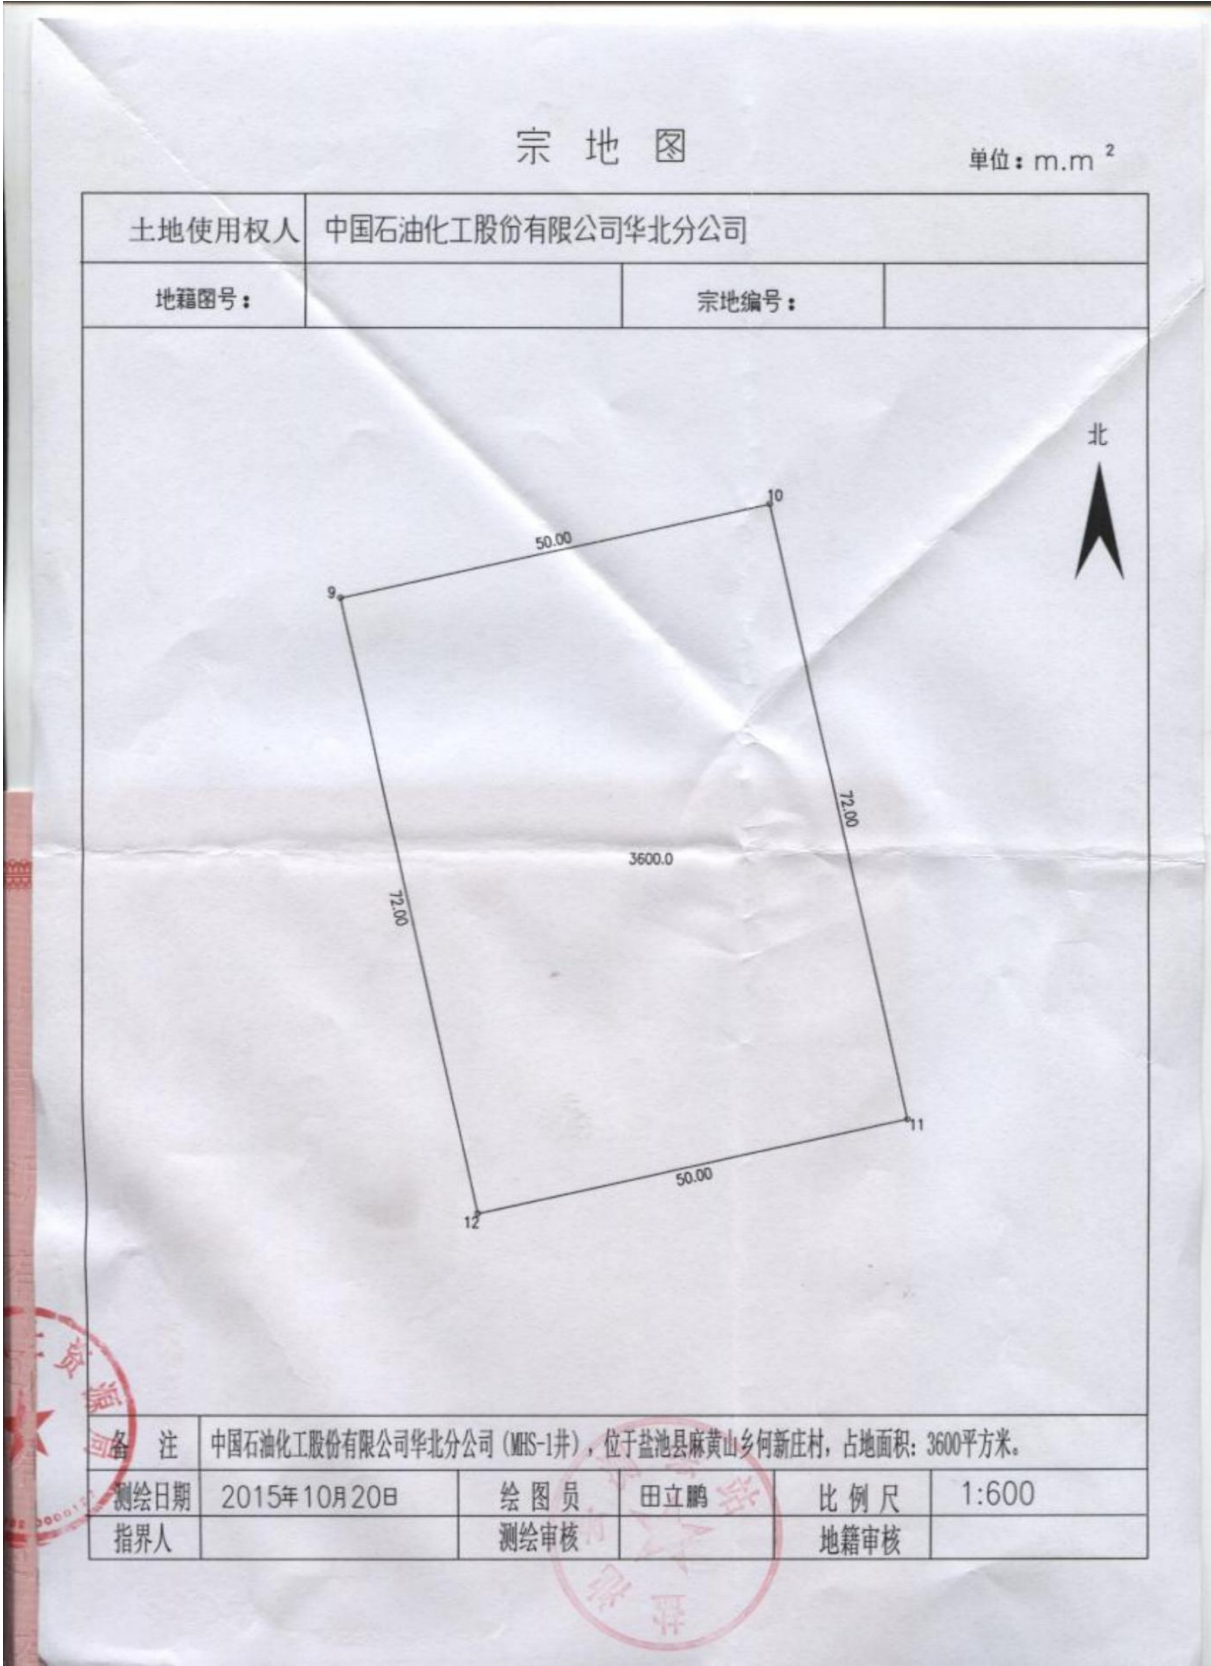 宗地图
单位：m.m²
土地使用权人 中国石油化工股份有限公司华北分公司
地籍图号： 宗地编号：
北
10
50.00
9
72.00
3600.0
72.00
11
50.00
12
备注 中国石油化工股份有限公司华北分公司（MHS-1井），位于盐池县麻黄山乡何新庄村，占地面积：3600平方米。
测绘日期 2015年10月20日 绘图员 田立鹏 比例尺 1:600
指界人 测绘审核 地籍审核
资源局
盐池
站